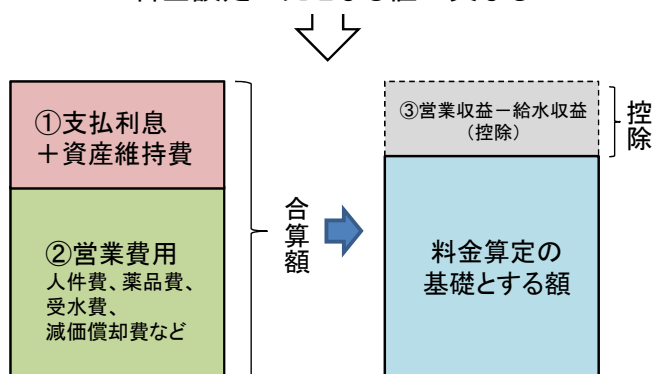 ①支払利息
＋資産維持費
②営業費用
人件費、薬品費、
受水費、
減価償却費など
合算額
③営業収益－給水収益
（控除）
控除
料金算定の
基礎とする額